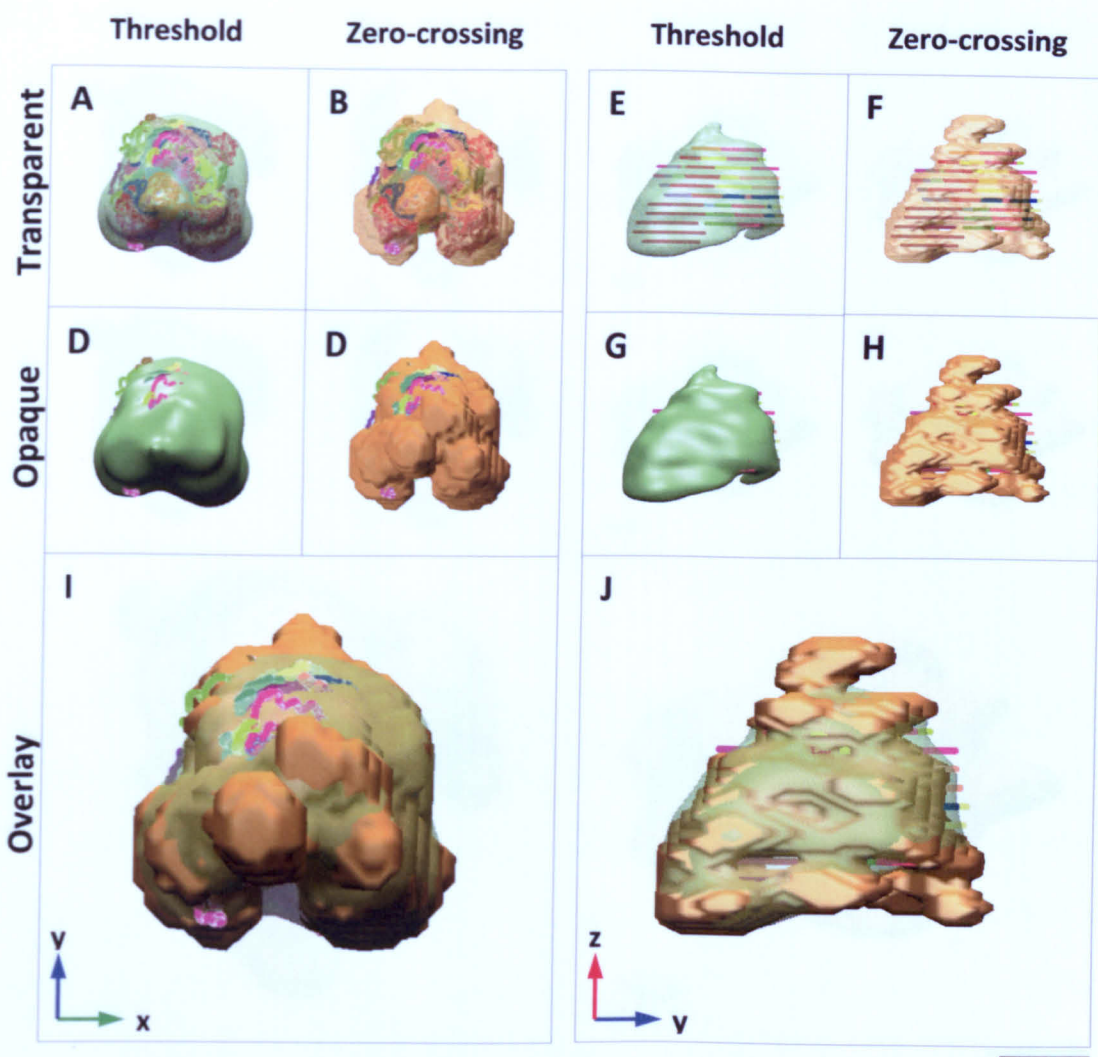 Threshold Zero-crossing Threshold Zero-crossing
Transparent
A B E F
Opaque
D D G H
Overlay
I J
y z
x y